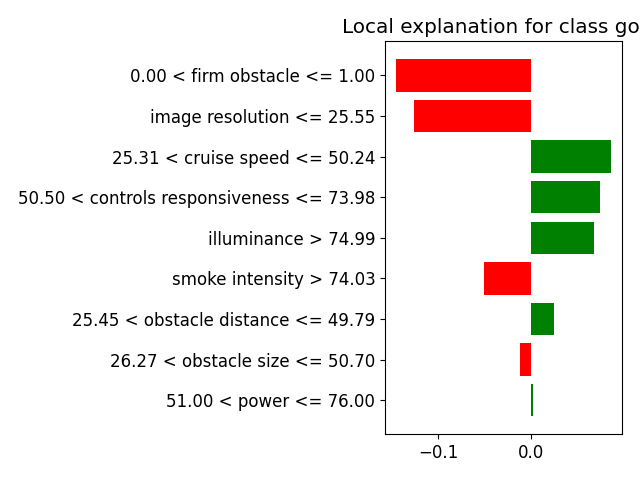 Local explanation for class go
0.00 < firm obstacle <= 1.00
image resolution <= 25.55
25.31 < cruise speed <= 50.24
50.50 < controls responsiveness <= 73.98
illuminance > 74.99
smoke intensity > 74.03
25.45 < obstacle distance <= 49.79
26.27 < obstacle size <= 50.70
51.00 < power <= 76.00
−0.1 0.0